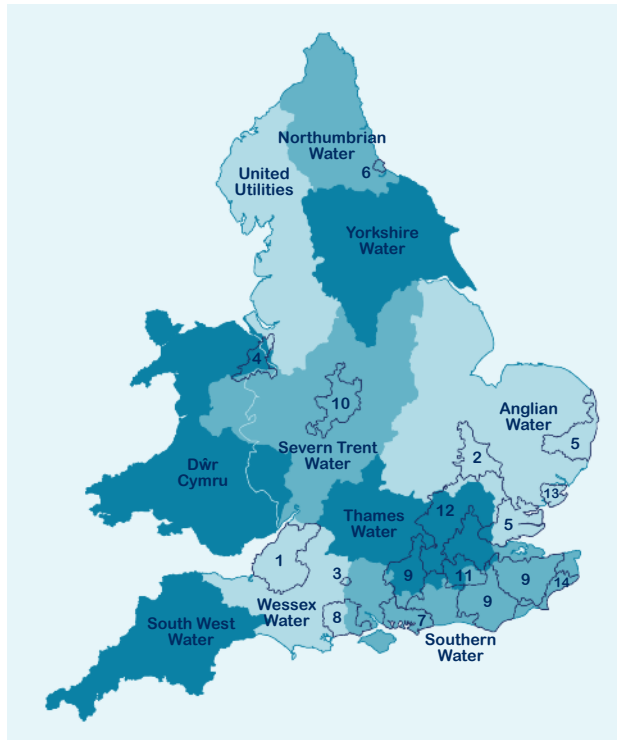 Northumbrian
Water
6
United
Utilities
Yorkshire
Water
4
10
Anglian
Water
5
2
Severn Trent
Water
Dŵr
Cymru
13
12
5
Thames
Water
1
3
9
11
9
14
9
Wessex
Water
8
7
South West
Water
Southern
Water